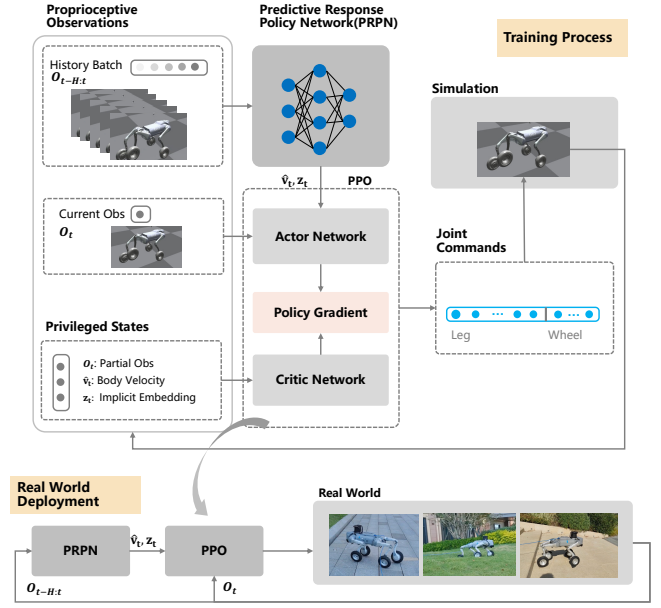 Proprioceptive
Observations
History Batch
O_{t−H:t}
Current Obs
O_t
Privileged States
O_t: Partial Obs
v̂_t: Body Velocity
z_t: Implicit Embedding
Predictive Response
Policy Network(PRPN)
v̂_t, z_t
PPO
Actor Network
Policy Gradient
Critic Network
Training Process
Simulation
Joint
Commands
...
...
Leg
Wheel
Real World
Deployment
PRPN
v̂_t, z_t
PPO
O_{t−H:t}
O_t
Real World